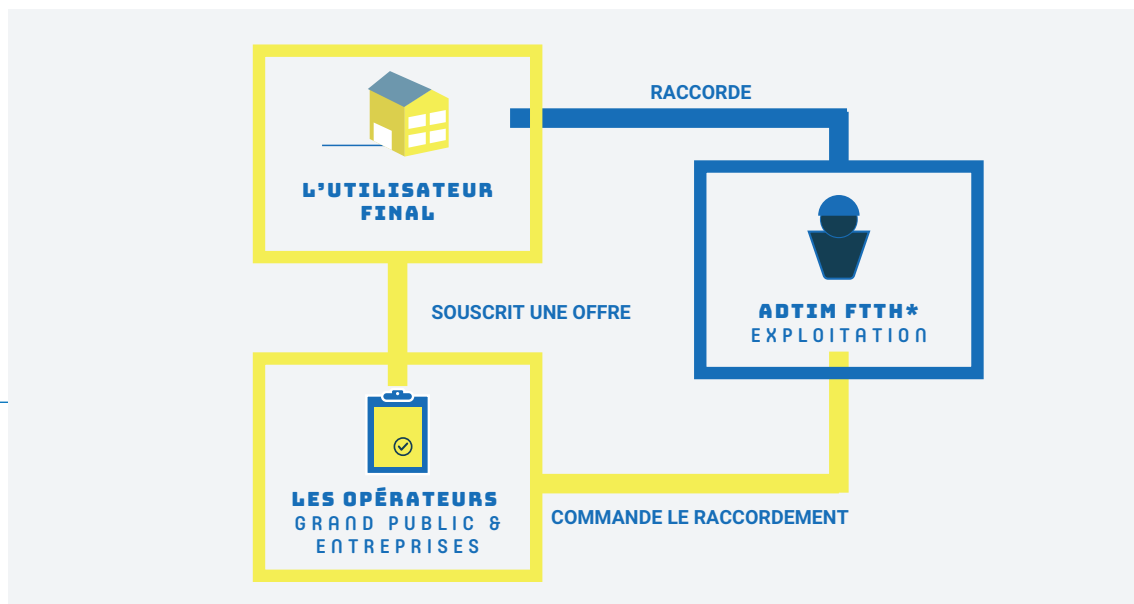 RACCORDE
L'UTILISATEUR
FINAL
SOUSCRIT UNE OFFRE
ADTIM FTTH*
EXPLOITATION
LES OPÉRATEURS
GRAND PUBLIC &
ENTREPRISES
COMMANDE LE RACCORDEMENT